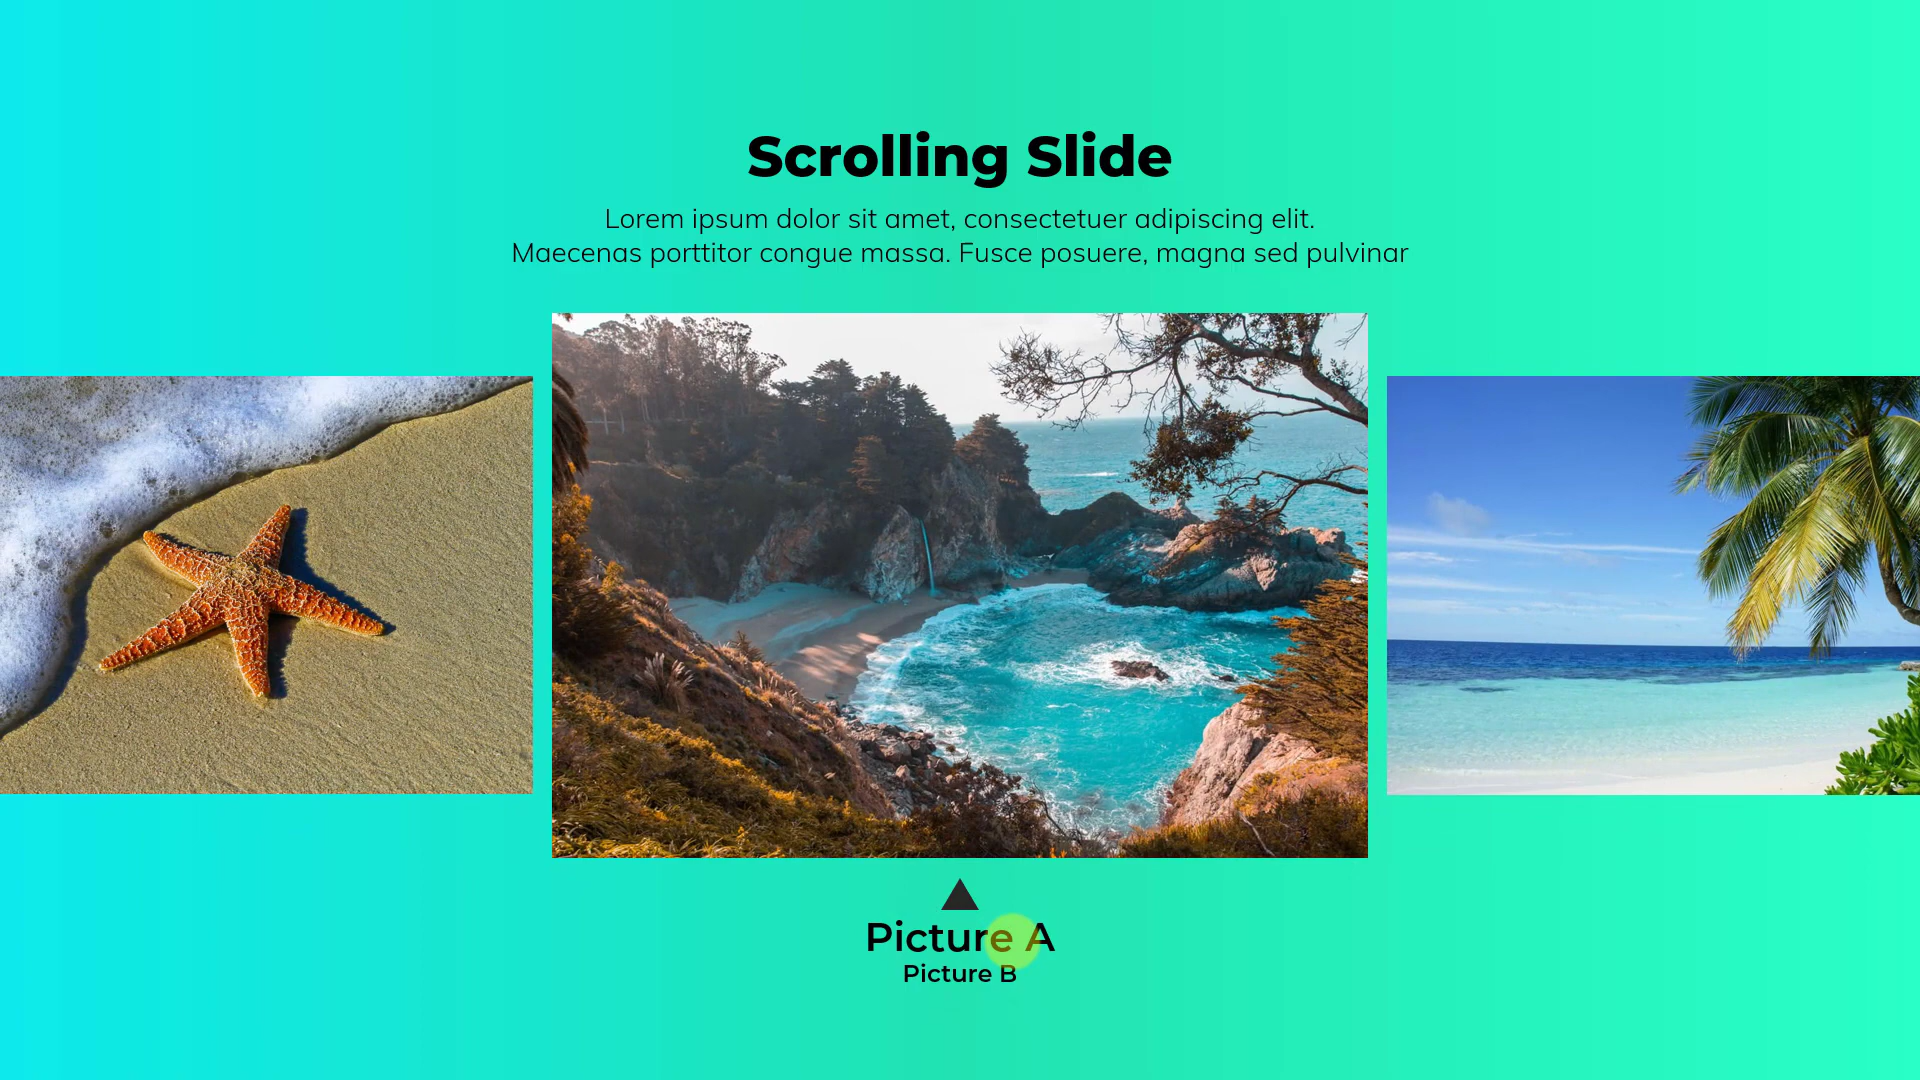 Scrolling Slide
Lorem ipsum dolor sit amet, consectetuer adipiscing elit.
Maecenas porttitor congue massa. Fusce posuere, magna sed pulvinar
Picture A
Picture B